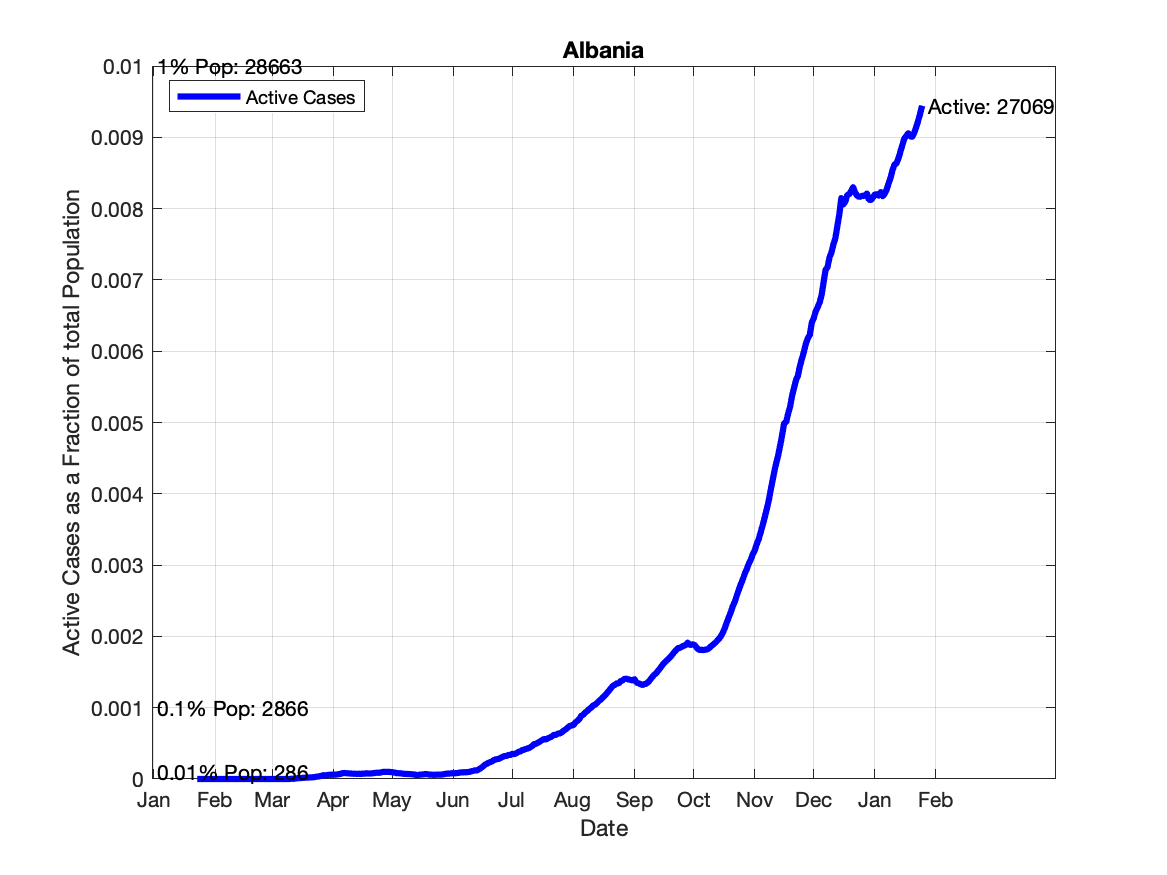 Albania
1% Pop: 28663
Active Cases
Active: 27069
0.1% Pop: 2866
0.01% Pop: 286
Active Cases as a Fraction of total Population
0.01
0.009
0.008
0.007
0.006
0.005
0.004
0.003
0.002
0.001
0
Jan Feb Mar Apr May Jun Jul Aug Sep Oct Nov Dec Jan Feb
Date